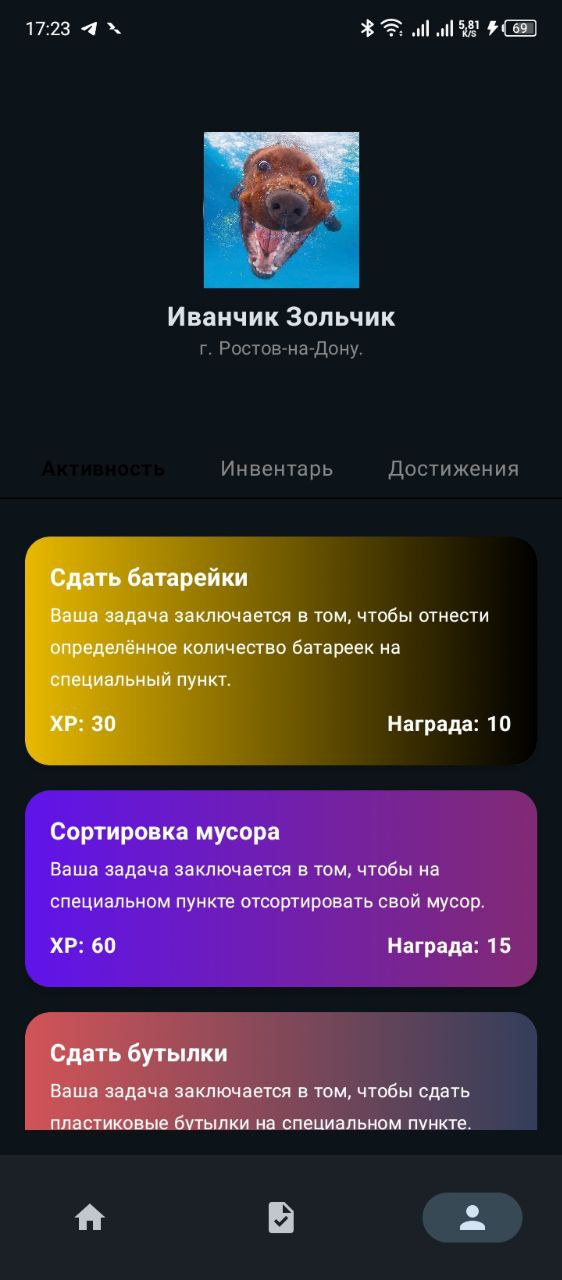 17:23
5,81
K/S
69
Иванчик Зольчик
г. Ростов-на-Дону.
Активность Инвентарь Достижения
Сдать батарейки
Ваша задача заключается в том, чтобы отнести
определённое количество батареек на
специальный пункт.
XP: 30 Награда: 10
Сортировка мусора
Ваша задача заключается в том, чтобы на
специальном пункте отсортировать свой мусор.
XP: 60 Награда: 15
Сдать бутылки
Ваша задача заключается в том, чтобы сдать
пластиковые бутылки на специальном пункте.